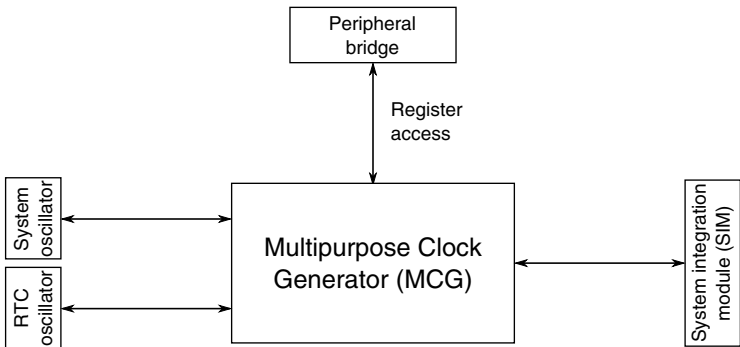 Peripheral
bridge
Register
access
System
oscillator
RTC
oscillator
Multipurpose Clock
Generator (MCG)
System integration
module (SIM)